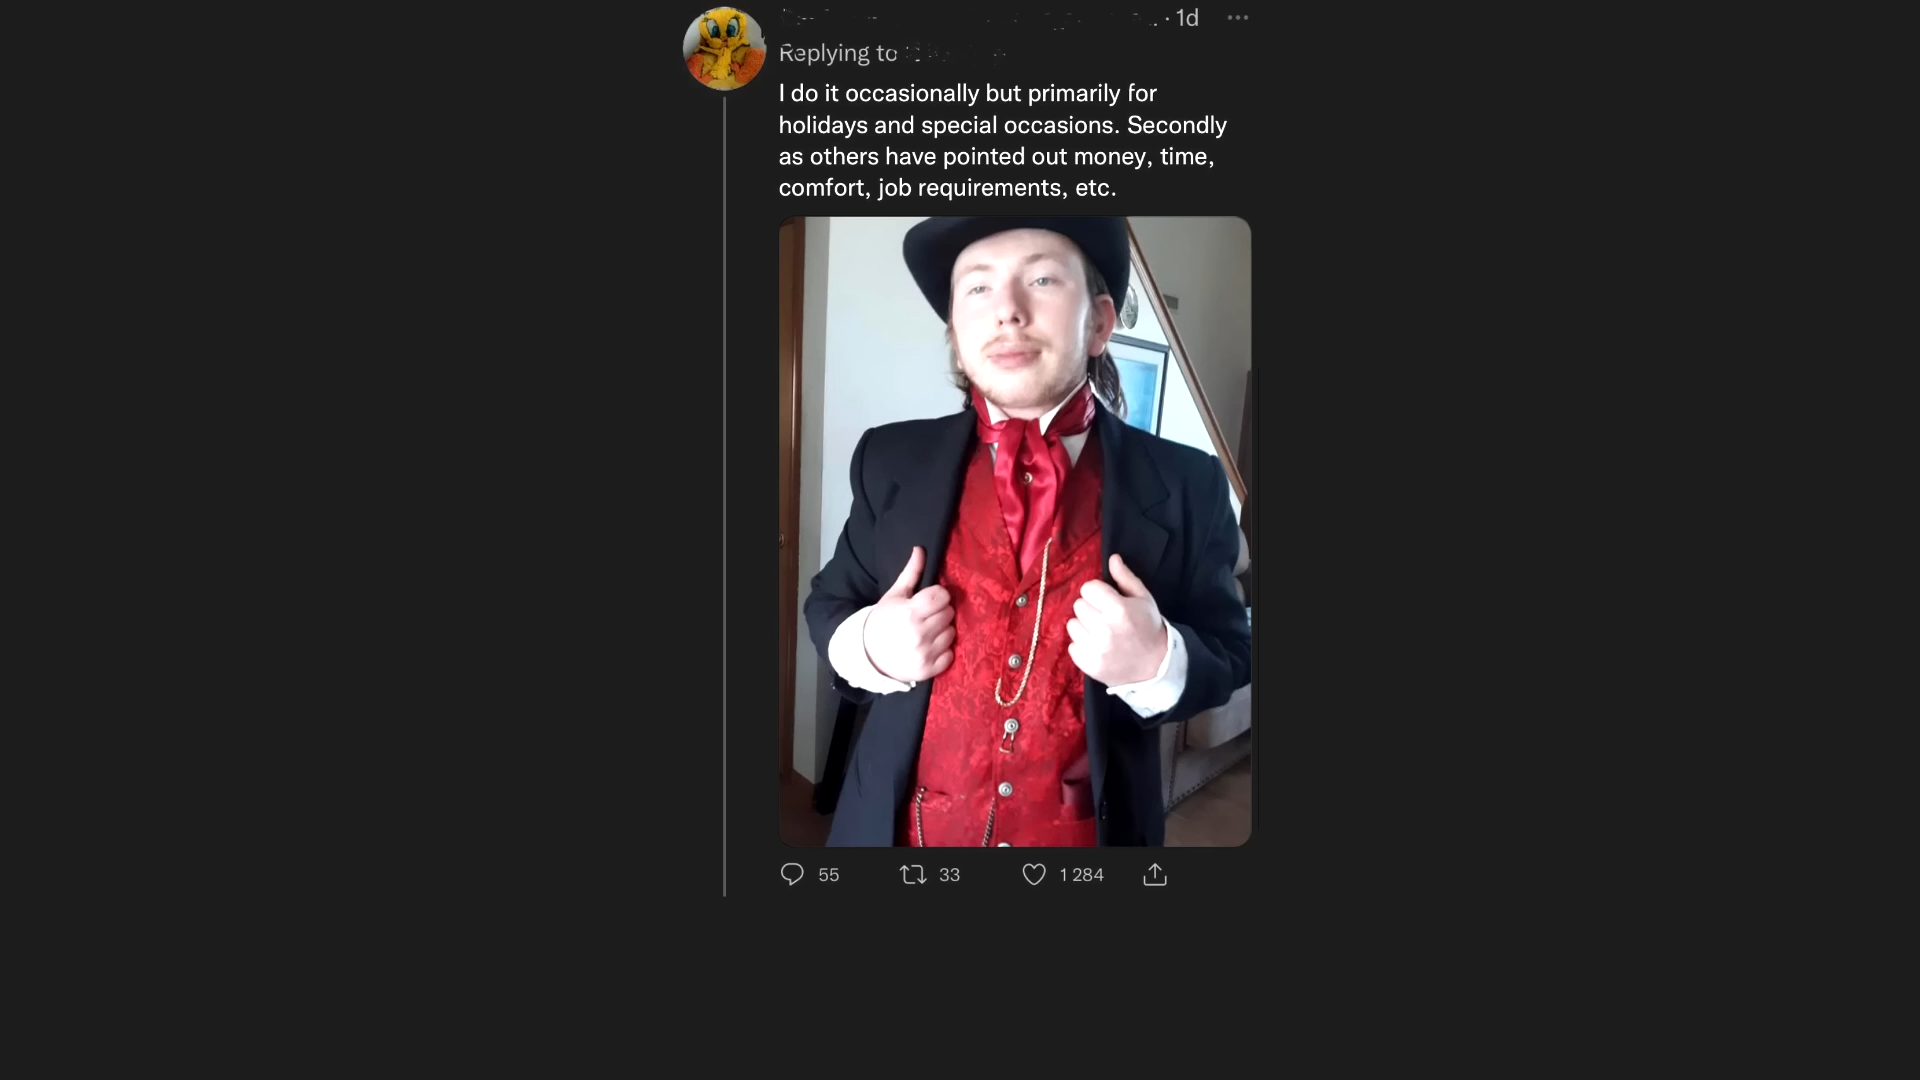 · 1d
Replying to
I do it occasionally but primarily for
holidays and special occasions. Secondly
as others have pointed out money, time,
comfort, job requirements, etc.
55 33 1 284